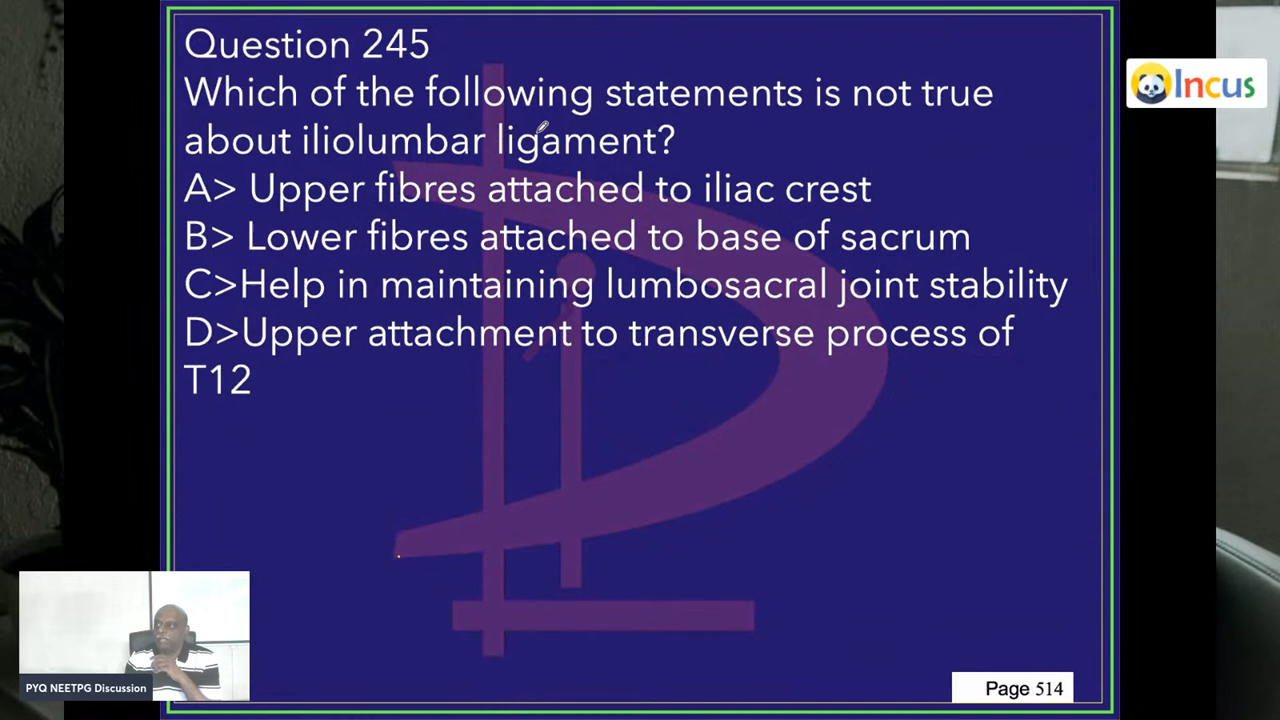 Question 245
Which of the following statements is not true
about iliolumbar ligament?
A> Upper fibres attached to iliac crest
B> Lower fibres attached to base of sacrum
C>Help in maintaining lumbosacral joint stability
D>Upper attachment to transverse process of
T12
Incus
PYQ NEETPG Discussion
Page 514